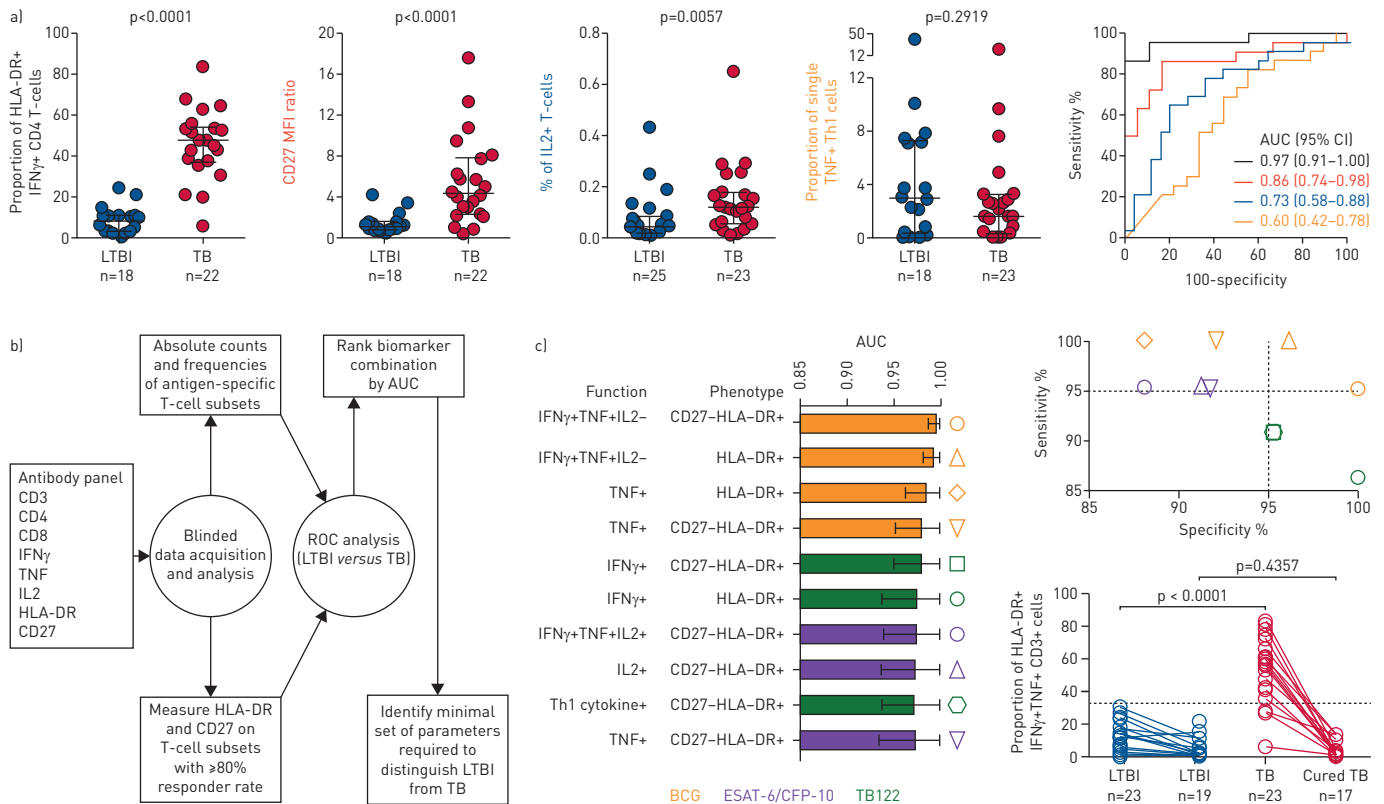 a)
p<0.0001
Proportion of HLA-DR+
IFNγ+ CD4 T-cells
100
80
60
40
20
0
LTBI
n=18
TB
n=22
p<0.0001
CD27 MFI ratio
20
15
10
5
0
LTBI
n=18
TB
n=22
p=0.0057
% of IL2+ T-cells
0.8
0.6
0.4
0.2
0.0
LTBI
n=25
TB
n=23
p=0.2919
Proportion of single
TNF+ Th1 cells
50
12
12
8
4
0
LTBI
n=18
TB
n=23
Sensitivity %
100
80
60
40
20
0
AUC (95% CI)
0.97 (0.91–1.00)
0.86 (0.74–0.98)
0.73 (0.58–0.88)
0.60 (0.42–0.78)
0 20 40 60 80 100
100-specificity
b)
Antibody panel
CD3
CD4
CD8
IFNγ
TNF
IL2
HLA-DR
CD27
Absolute counts
and frequencies
of antigen-specific
T-cell subsets
Blinded
data acquisition
and analysis
Measure HLA-DR
and CD27 on
T-cell subsets
with ≥80%
responder rate
ROC analysis
(LTBI versus TB)
Rank biomarker
combination
by AUC
Identify minimal
set of parameters
required to
distinguish LTBI
from TB
c)
AUC
0.85 0.90 0.95 1.00
Function Phenotype
IFNγ+TNF+IL2– CD27–HLA–DR+
IFNγ+TNF+IL2– HLA–DR+
TNF+ HLA–DR+
TNF+ CD27–HLA–DR+
IFNγ+ CD27–HLA–DR+
IFNγ+ HLA–DR+
IFNγ+TNF+IL2+ CD27–HLA–DR+
IL2+ CD27–HLA–DR+
Th1 cytokine+ CD27–HLA–DR+
TNF+ CD27–HLA–DR+
BCG ESAT-6/CFP-10 TB122
Sensitivity %
100
95
90
85
85 90 95 100
Specificity %
p=0.4357
p < 0.0001
Proportion of HLA-DR+
IFNγ+TNF+ CD3+ cells
100
80
60
40
20
0
LTBI
n=23
LTBI
n=19
TB
n=23
Cured TB
n=17